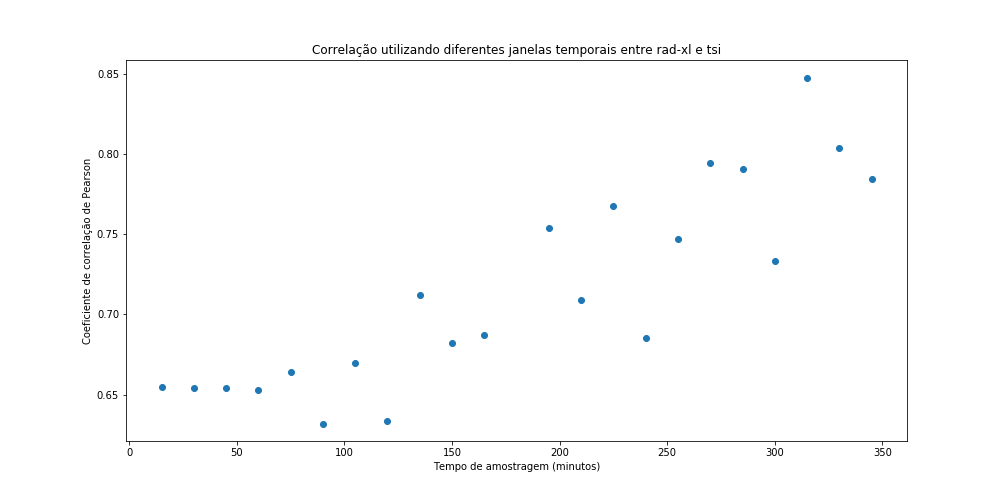 Correlação utilizando diferentes janelas temporais entre rad-xl e tsi
0.85
0.80
0.75
0.70
0.65
Coeficiente de correlação de Pearson
0 50 100 150 200 250 300 350
Tempo de amostragem (minutos)